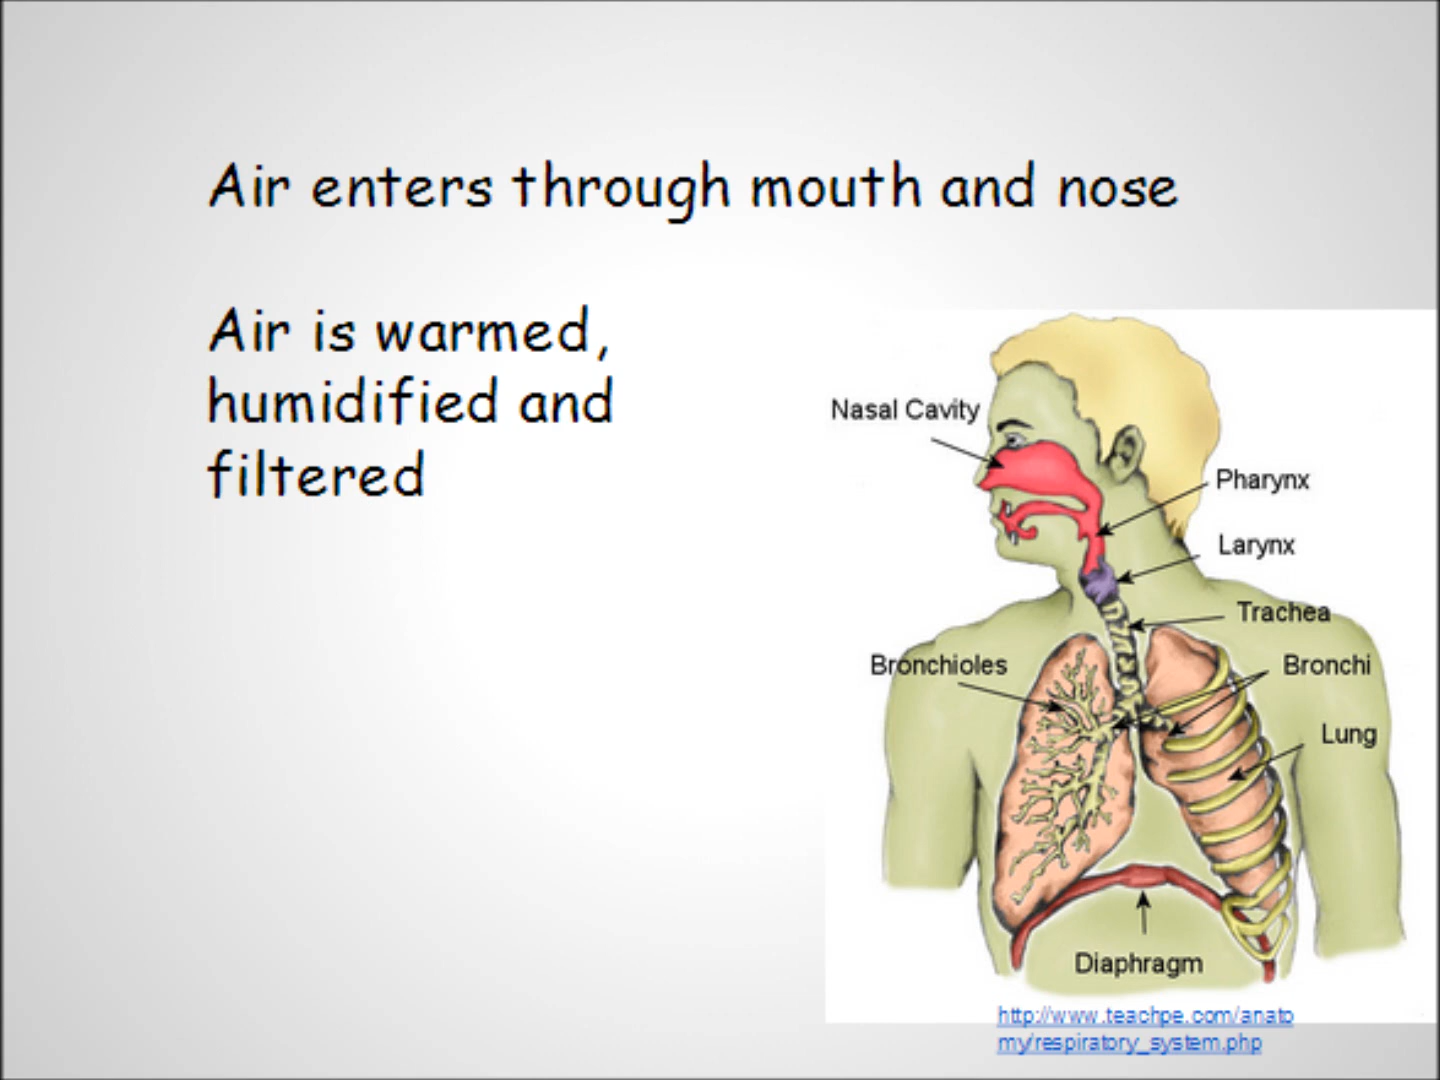 Air enters through mouth and nose
Air is warmed,
humidified and
filtered
Nasal Cavity
Pharynx
Larynx
Trachea
Bronchioles
Bronchi
Lung
Diaphragm
http://www.teachpe.com/anato
my/respiratory_system.php